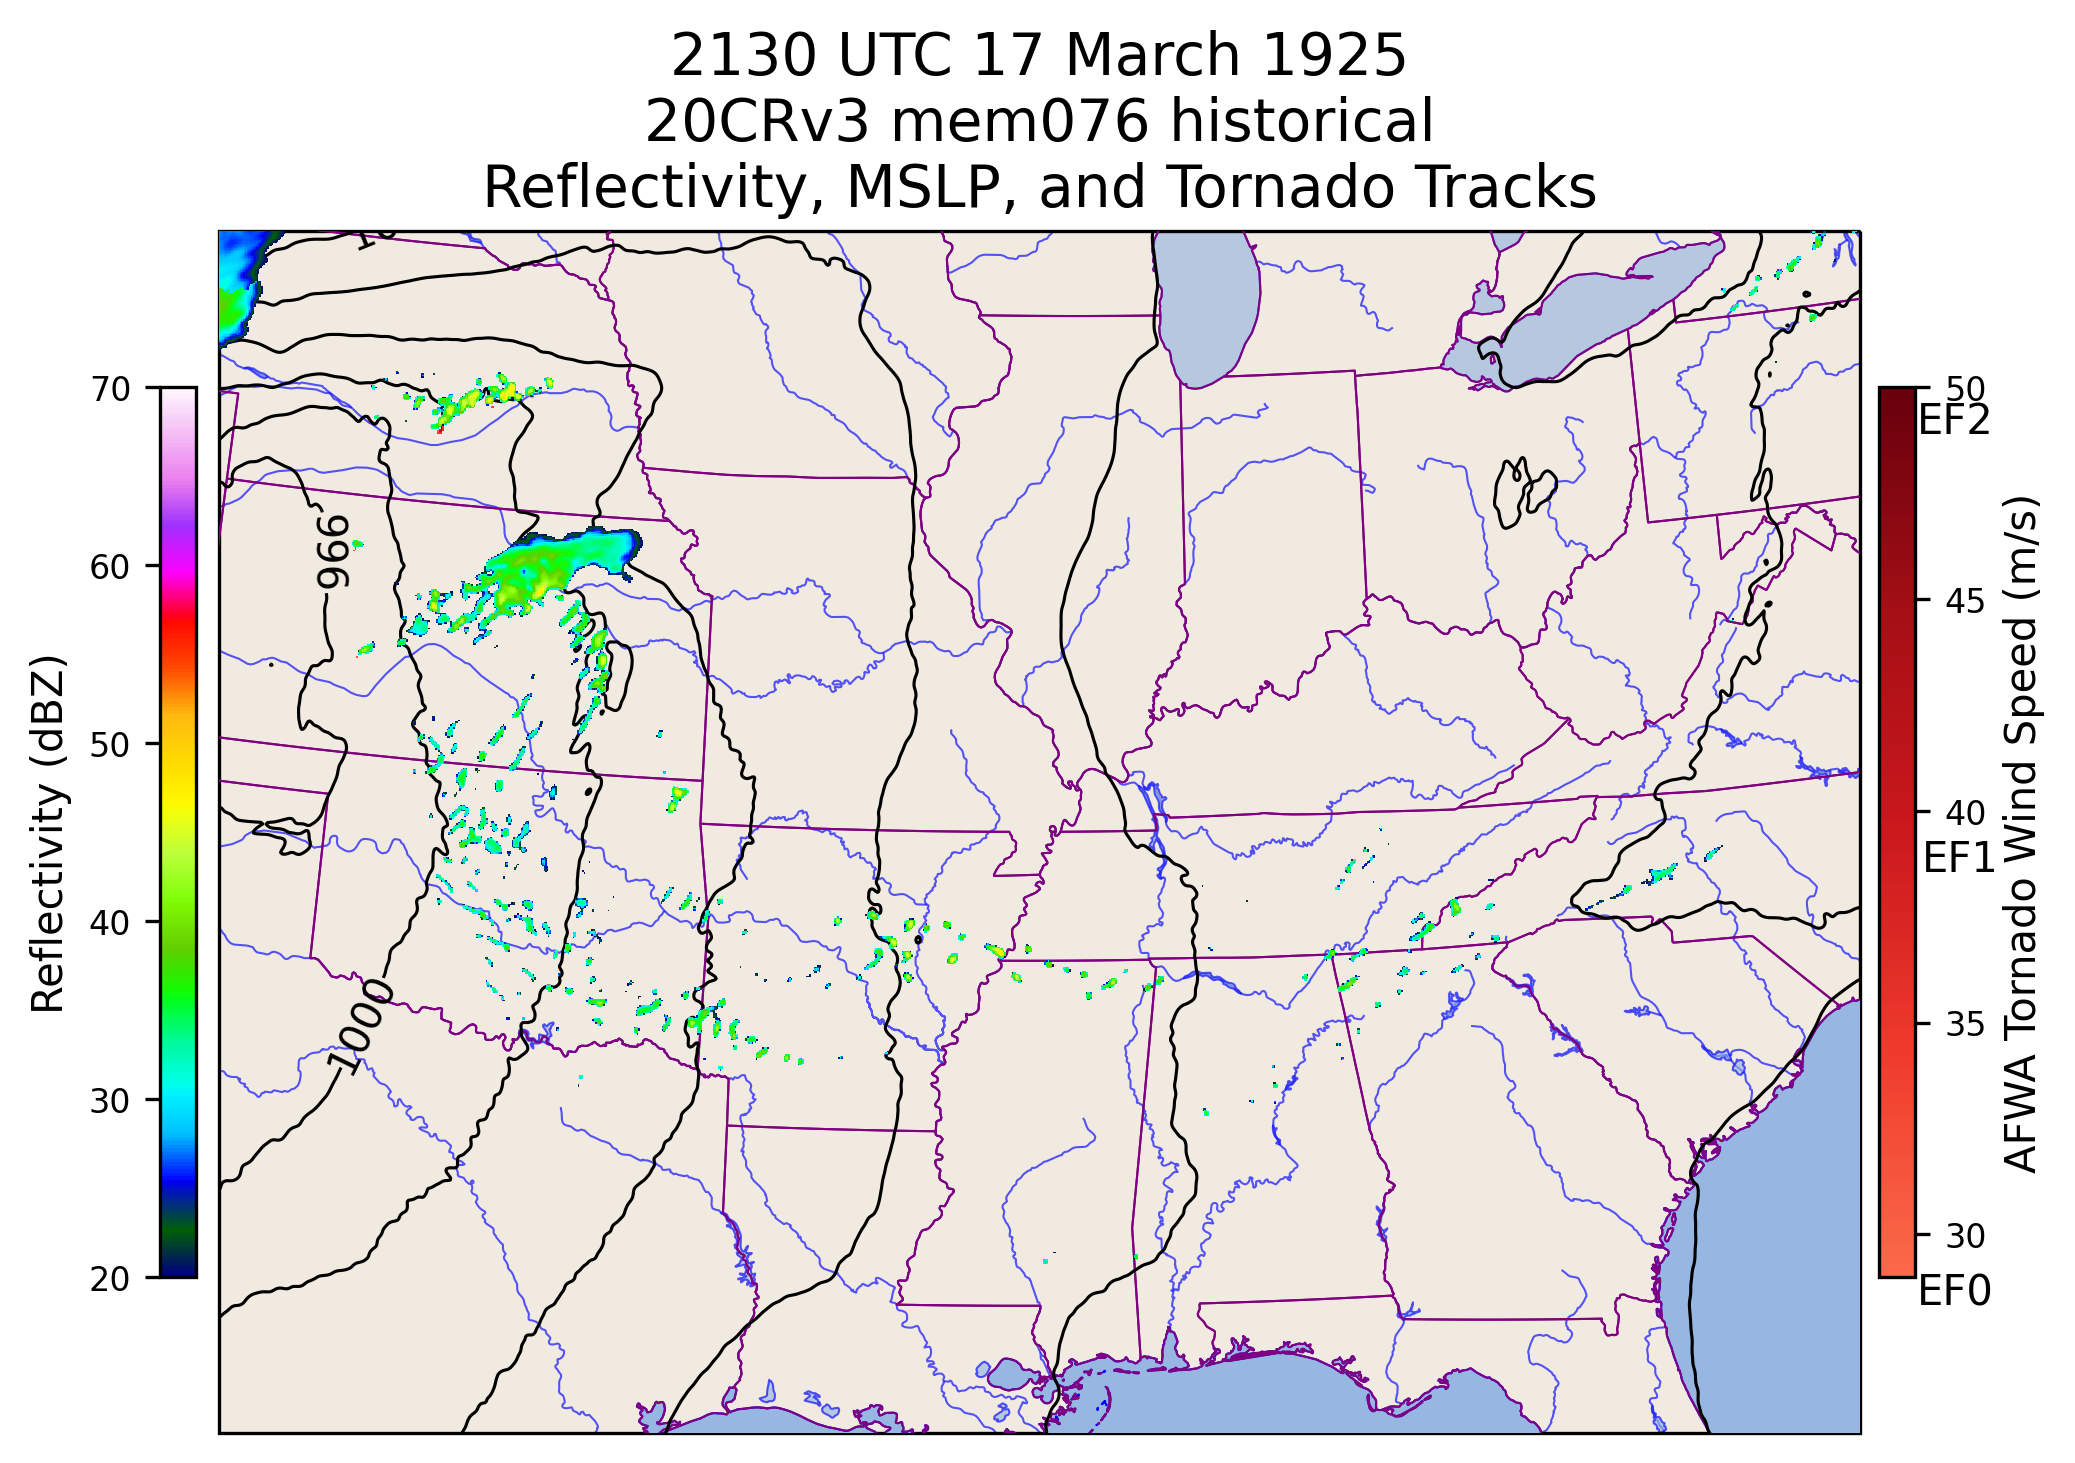 2130 UTC 17 March 1925
20CRv3 mem076 historical
Reflectivity, MSLP, and Tornado Tracks
70
60
50
40
30
20
Reflectivity (dBZ)
996
1000
50
EF2
45
40
EF1
35
30
EF0
AFWA Tornado Wind Speed (m/s)